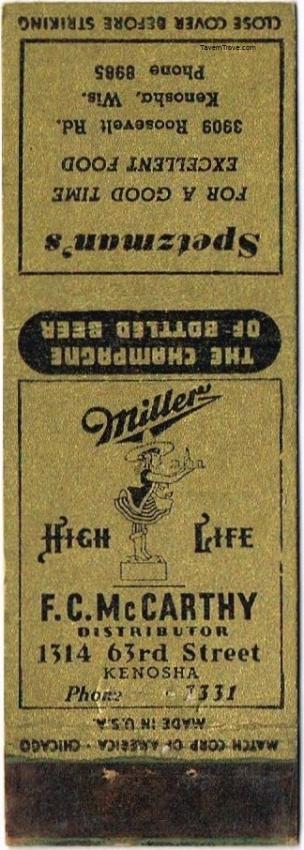 CLOSE COVER BEFORE STRIKING
TavernTrove.com
Spetzman's
FOR A GOOD TIME
EXCELLENT FOOD
3909 Roosevelt Rd.
Kenosha, Wis.
Phone 8985
THE CHAMPAGNE
OF BOTTLED BEER
Miller
HIGH LIFE
F.C. McCARTHY
DISTRIBUTOR
1314 63rd Street
KENOSHA
Phone 331
MADE IN U.S.A.
MATCH CORP OF AMERICA · CHICAGO